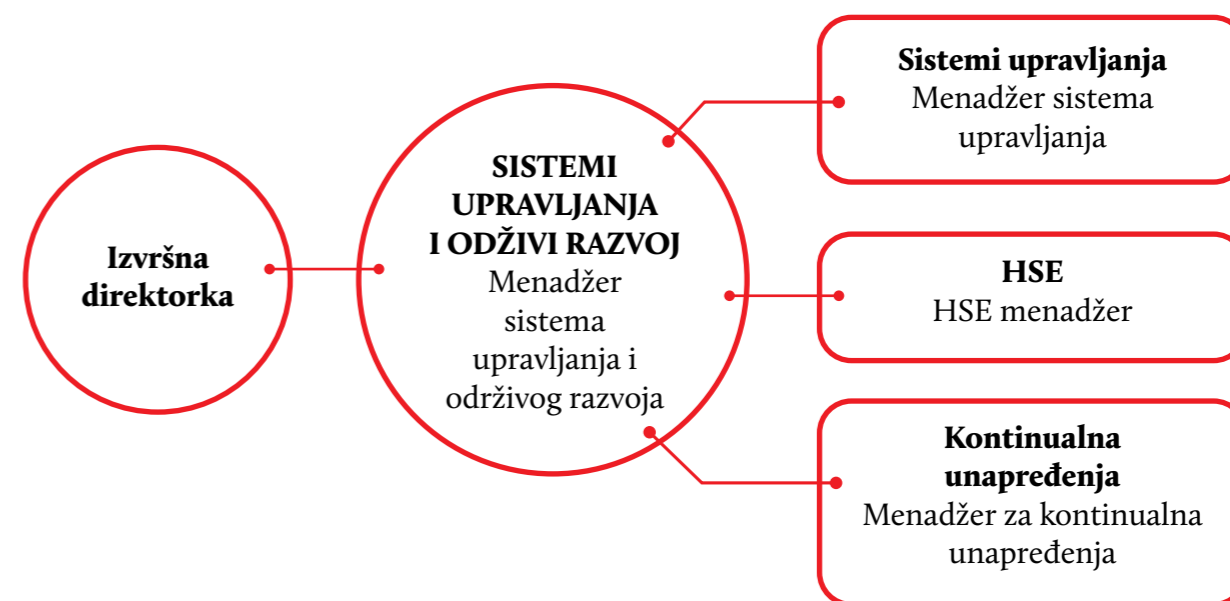 Izvršna
direktorka
SISTEMI
UPRAVLJANJA
I ODŽIVI RAZVOJ
Menadžer
sistema
upravljanja i
održivog razvoja
Sistemi upravljanja
Menadžer sistema
upravljanja
HSE
HSE menadžer
Kontinualna
unapređenja
Menadžer za kontinualna
unapređenja